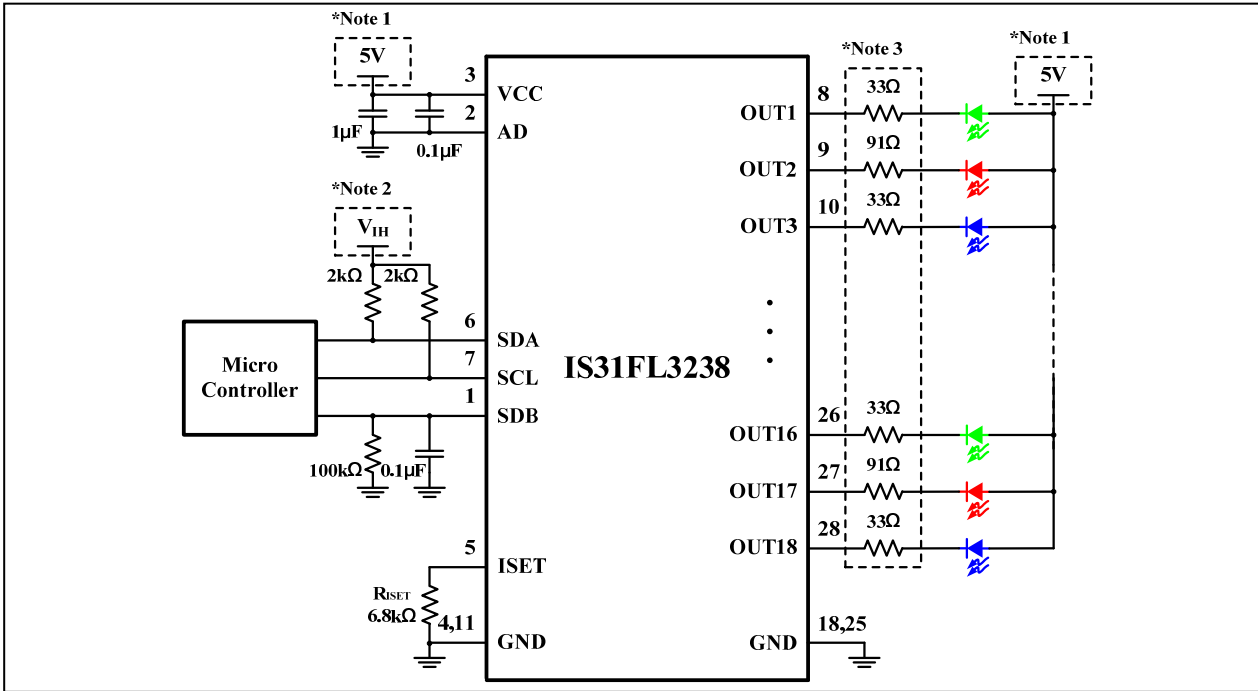 *Note 1
5V
3
VCC
2
AD
1μF
0.1μF
*Note 2
VIH
2kΩ
2kΩ
6
SDA
7
SCL
1
SDB
Micro
Controller
100kΩ
0.1μF
5
ISET
RISET
6.8kΩ
4,11
GND
IS31FL3238
*Note 3
*Note 1
5V
8
OUT1
33Ω
9
OUT2
91Ω
10
OUT3
33Ω
26
OUT16
33Ω
27
OUT17
91Ω
28
OUT18
33Ω
18,25
GND